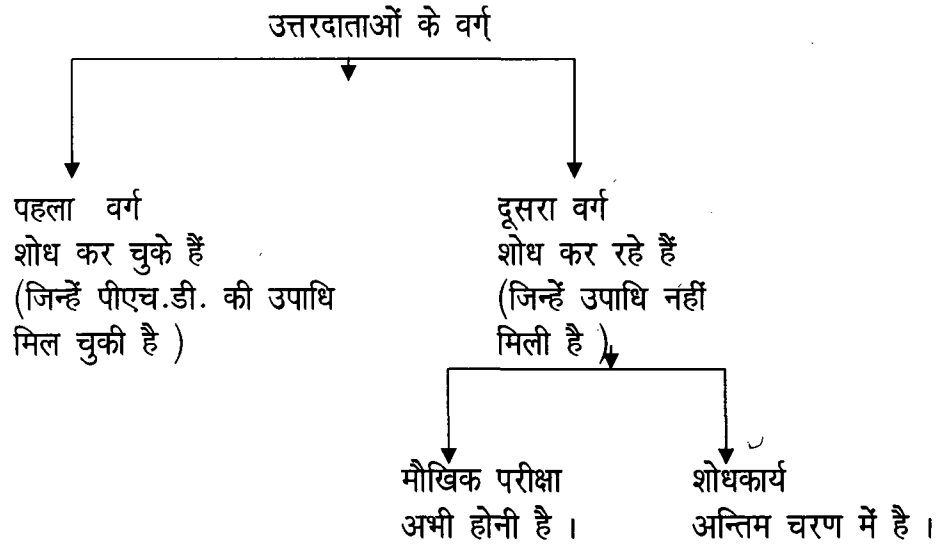 उत्तरदाताओं के वर्ग
पहला वर्ग
शोध कर चुके हैं
(जिन्हें पीएच.डी. की उपाधि
मिल चुकी है )
दूसरा वर्ग
शोध कर रहे हैं
(जिन्हें उपाधि नहीं
मिली है )
मौखिक परीक्षा
अभी होनी है ।
शोधकार्य
अन्तिम चरण में है ।